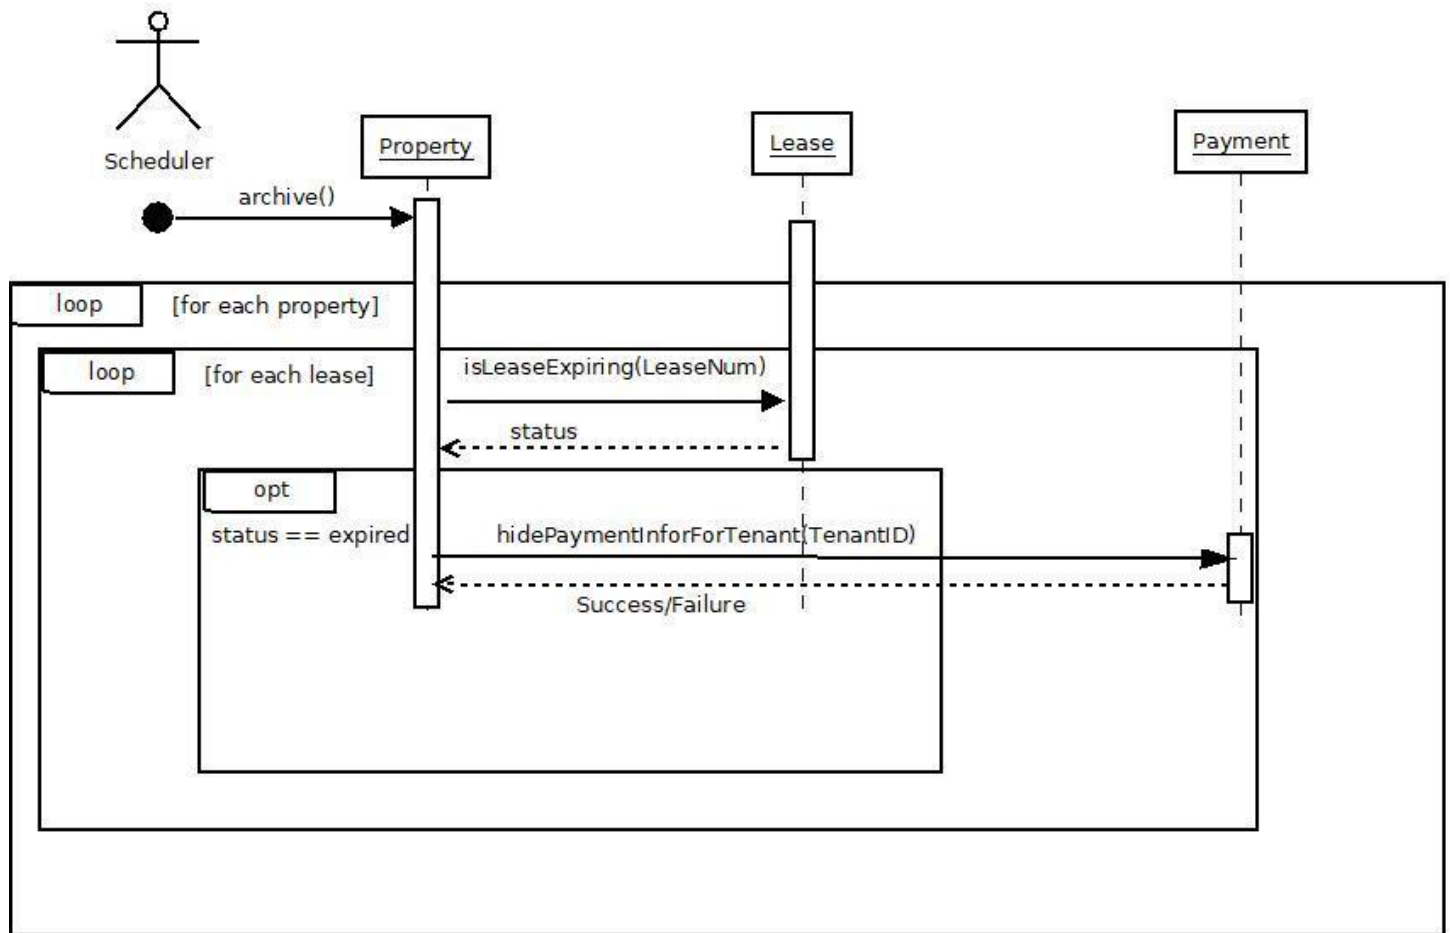 Scheduler
Property
Lease
Payment
archive()
loop
[for each property]
loop
[for each lease]
isLeaseExpiring(LeaseNum)
status
opt
status == expired
hidePaymentInforForTenant(TenantID)
Success/Failure